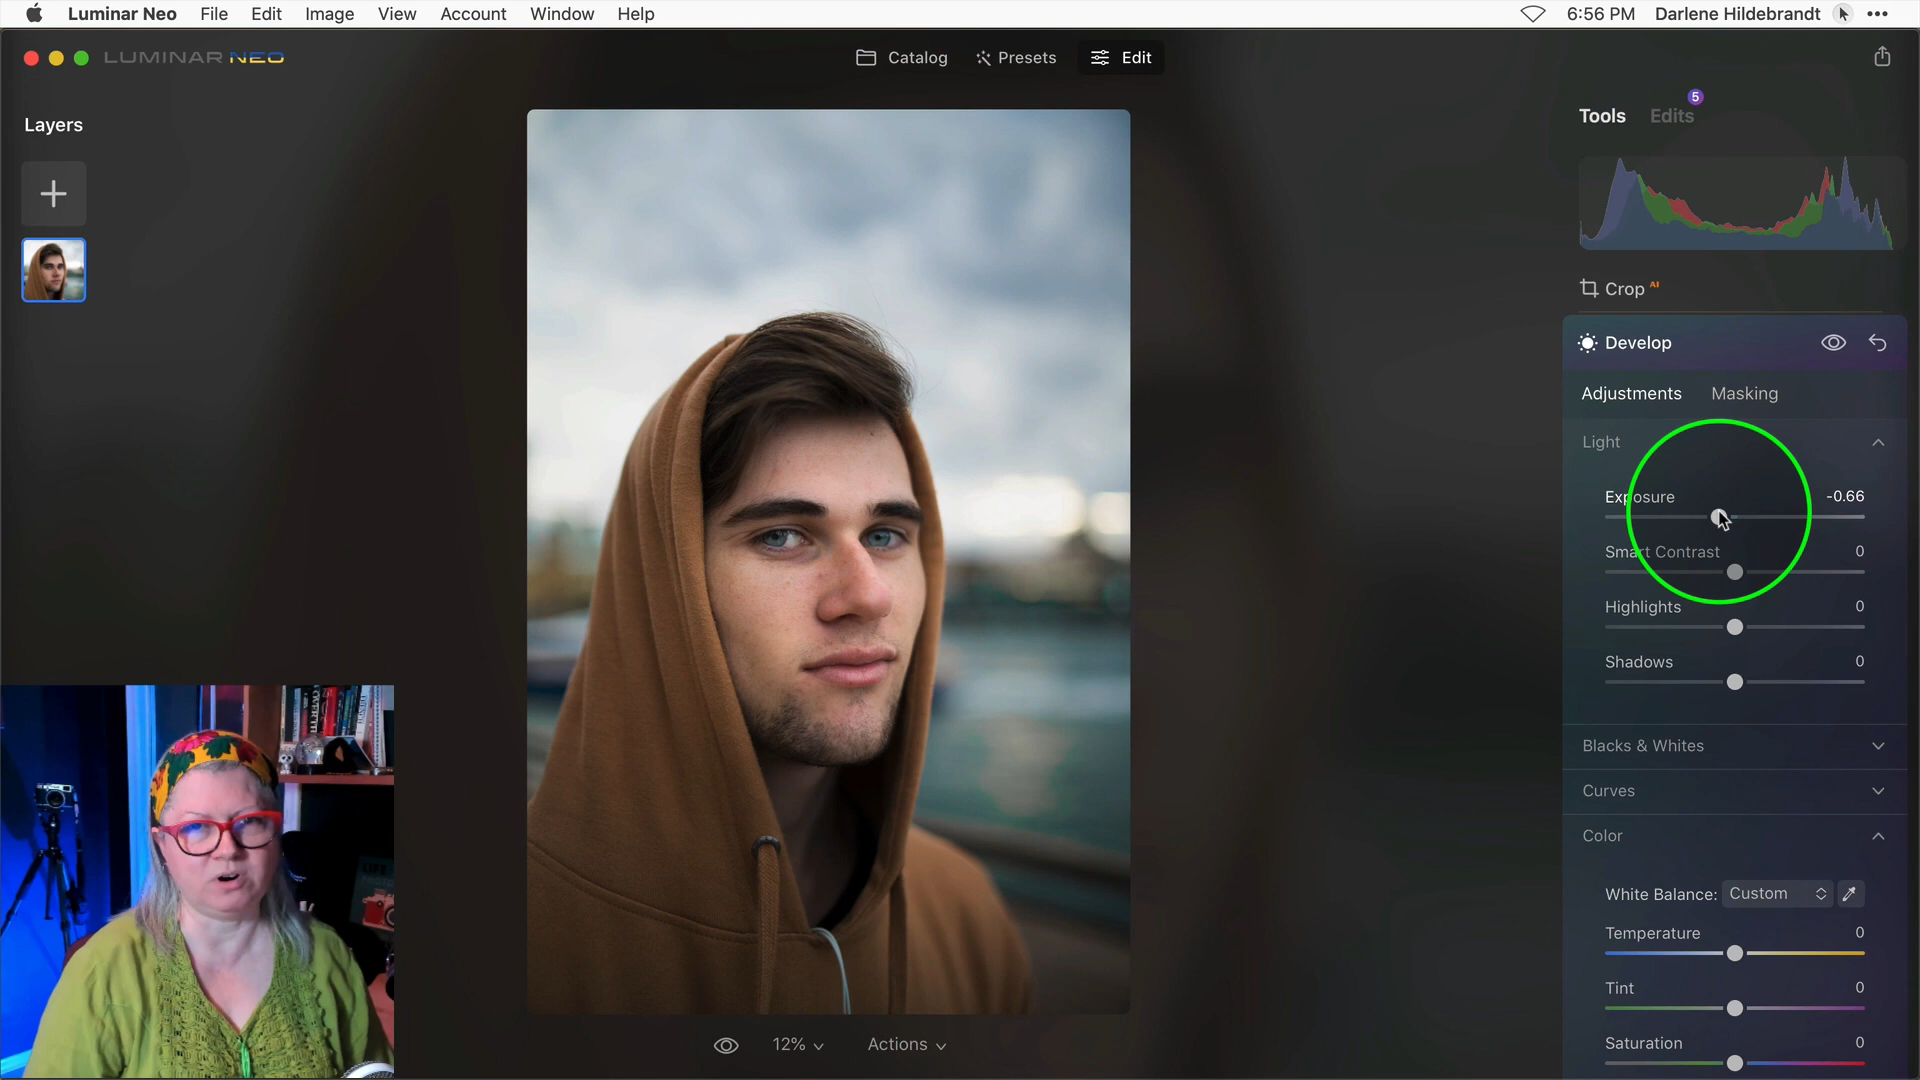 Luminar Neo File Edit Image View Account Window Help 6:56 PM Darlene Hildebrandt
LUMINAR NEO Catalog Presets Edit
5
Tools Edits
Layers
Crop AI
Develop
Adjustments Masking
Light
Exposure -0.66
Smart Contrast 0
Highlights 0
Shadows 0
Blacks & Whites
Curves
Color
White Balance: Custom
Temperature 0
Tint 0
Saturation 0
12% Actions